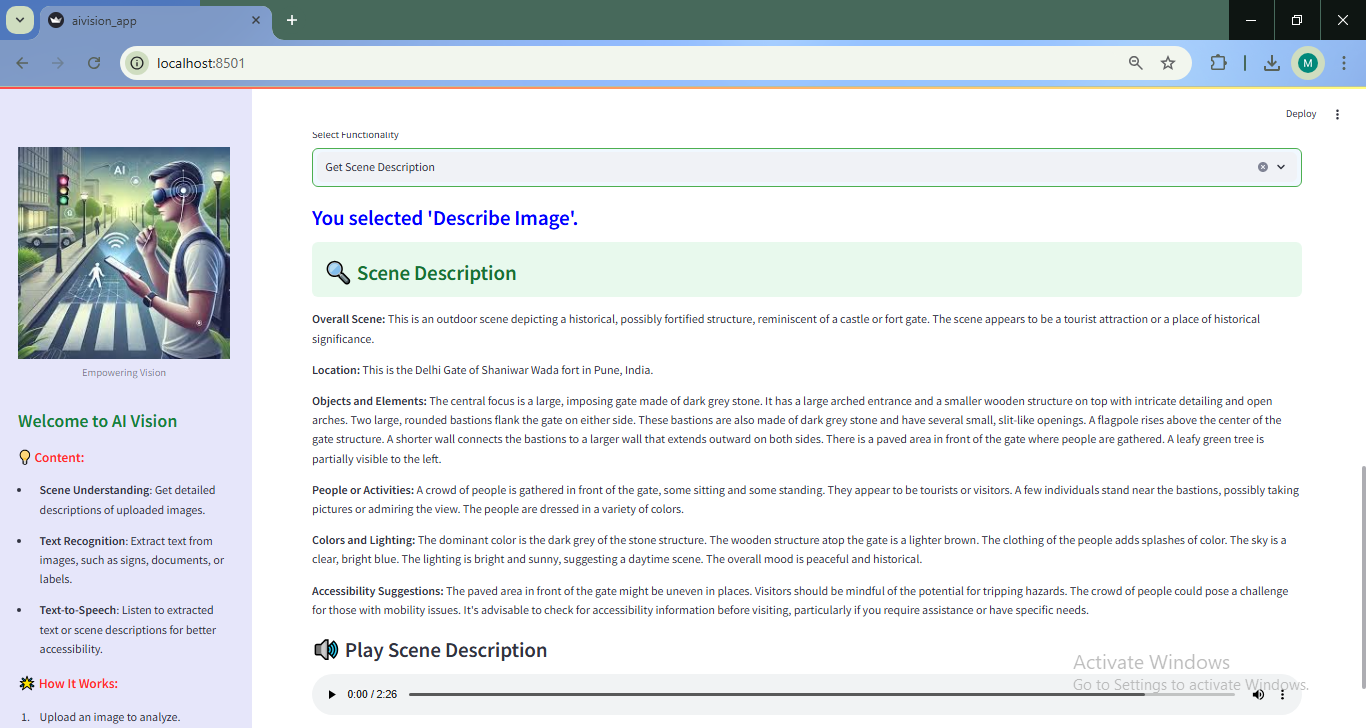 aivision_app
localhost:8501
M
Deploy
AI
Empowering Vision
Welcome to AI Vision
Content:
• Scene Understanding: Get detailed
descriptions of uploaded images.
• Text Recognition: Extract text from
images, such as signs, documents, or
labels.
• Text-to-Speech: Listen to extracted
text or scene descriptions for better
accessibility.
How It Works:
1. Upload an image to analyze.
Select Functionality
Get Scene Description
You selected 'Describe Image'.
Scene Description
Overall Scene: This is an outdoor scene depicting a historical, possibly fortified structure, reminiscent of a castle or fort gate. The scene appears to be a tourist attraction or a place of historical
significance.
Location: This is the Delhi Gate of Shaniwar Wada fort in Pune, India.
Objects and Elements: The central focus is a large, imposing gate made of dark grey stone. It has a large arched entrance and a smaller wooden structure on top with intricate detailing and open
arches. Two large, rounded bastions flank the gate on either side. These bastions are also made of dark grey stone and have several small, slit-like openings. A flagpole rises above the center of the
gate structure. A shorter wall connects the bastions to a larger wall that extends outward on both sides. There is a paved area in front of the gate where people are gathered. A leafy green tree is
partially visible to the left.
People or Activities: A crowd of people is gathered in front of the gate, some sitting and some standing. They appear to be tourists or visitors. A few individuals stand near the bastions, possibly taking
pictures or admiring the view. The people are dressed in a variety of colors.
Colors and Lighting: The dominant color is the dark grey of the stone structure. The wooden structure atop the gate is a lighter brown. The clothing of the people adds splashes of color. The sky is a
clear, bright blue. The lighting is bright and sunny, suggesting a daytime scene. The overall mood is peaceful and historical.
Accessibility Suggestions: The paved area in front of the gate might be uneven in places. Visitors should be mindful of the potential for tripping hazards. The crowd of people could pose a challenge
for those with mobility issues. It's advisable to check for accessibility information before visiting, particularly if you require assistance or have specific needs.
Play Scene Description
0:00 / 2:26
Activate Windows
Go to Settings to activate Windows.